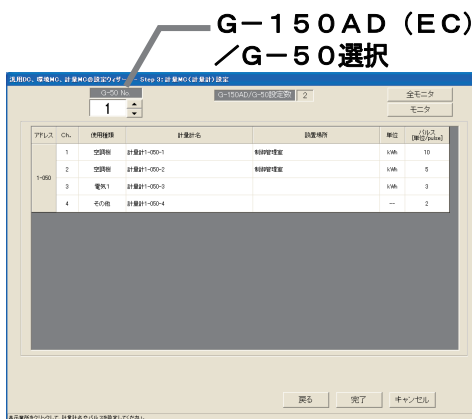 G-150AD (EC)
/G-50選択
汎用DC, 環境MC, 計量MCの設定ウィザード - Step 3: 計量MC(計量計)設定
G-50 No.
G-150AD/G-50設定数 2
全モニタ
1
モニタ
アドレス Ch. 使用種類 計量計名 設置場所 単位 パルス
[単位/pulse]
1 空調機 計量計1-050-1 制御管理室 kWh 10
2 空調機 計量計1-050-2 制御管理室 kWh 5
1-050
3 電気1 計量計1-050-3 kWh 3
4 その他 計量計1-050-4 --- 2
戻る 完了 キャンセル